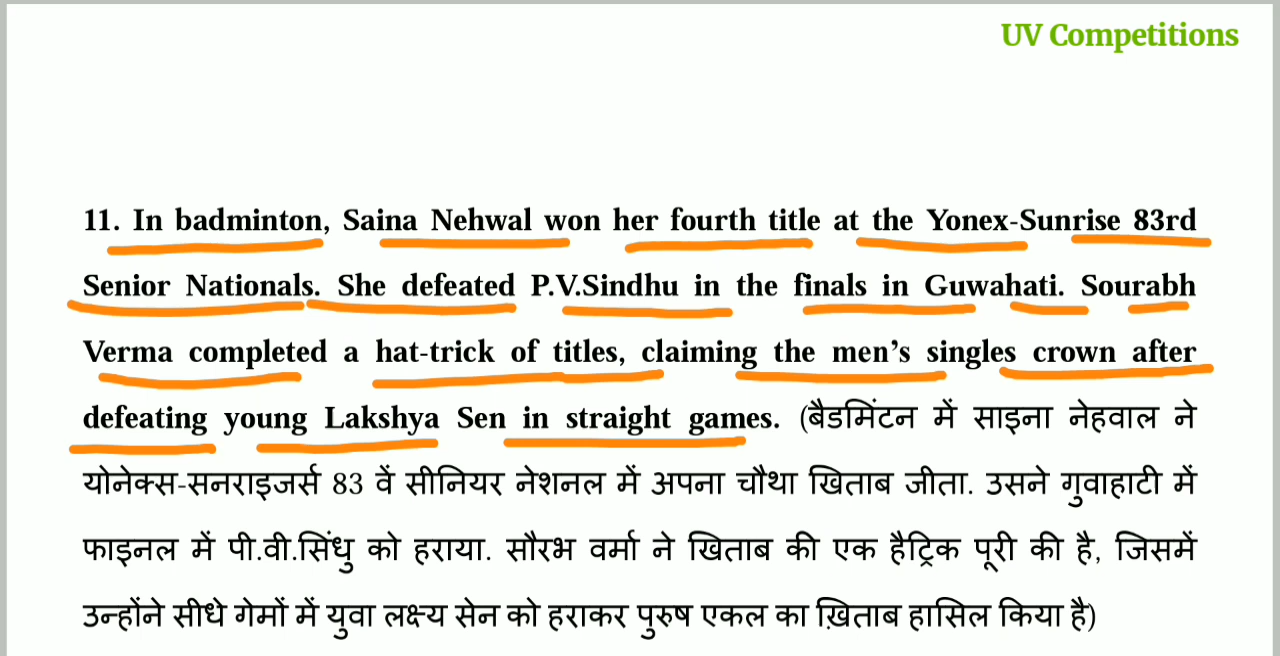 UV Competitions
11. In badminton, Saina Nehwal won her fourth title at the Yonex-Sunrise 83rd
Senior Nationals. She defeated P.V.Sindhu in the finals in Guwahati. Sourabh
Verma completed a hat-trick of titles, claiming the men’s singles crown after
defeating young Lakshya Sen in straight games. (बैडमिंटन में साइना नेहवाल ने
योनेक्स-सनराइजर्स 83 वें सीनियर नेशनल में अपना चौथा खिताब जीता. उसने गुवाहाटी में
फाइनल में पी.वी.सिंधु को हराया. सौरभ वर्मा ने खिताब की एक हैट्रिक पूरी की है, जिसमें
उन्होंने सीधे गेमों में युवा लक्ष्य सेन को हराकर पुरुष एकल का ख़िताब हासिल किया है)